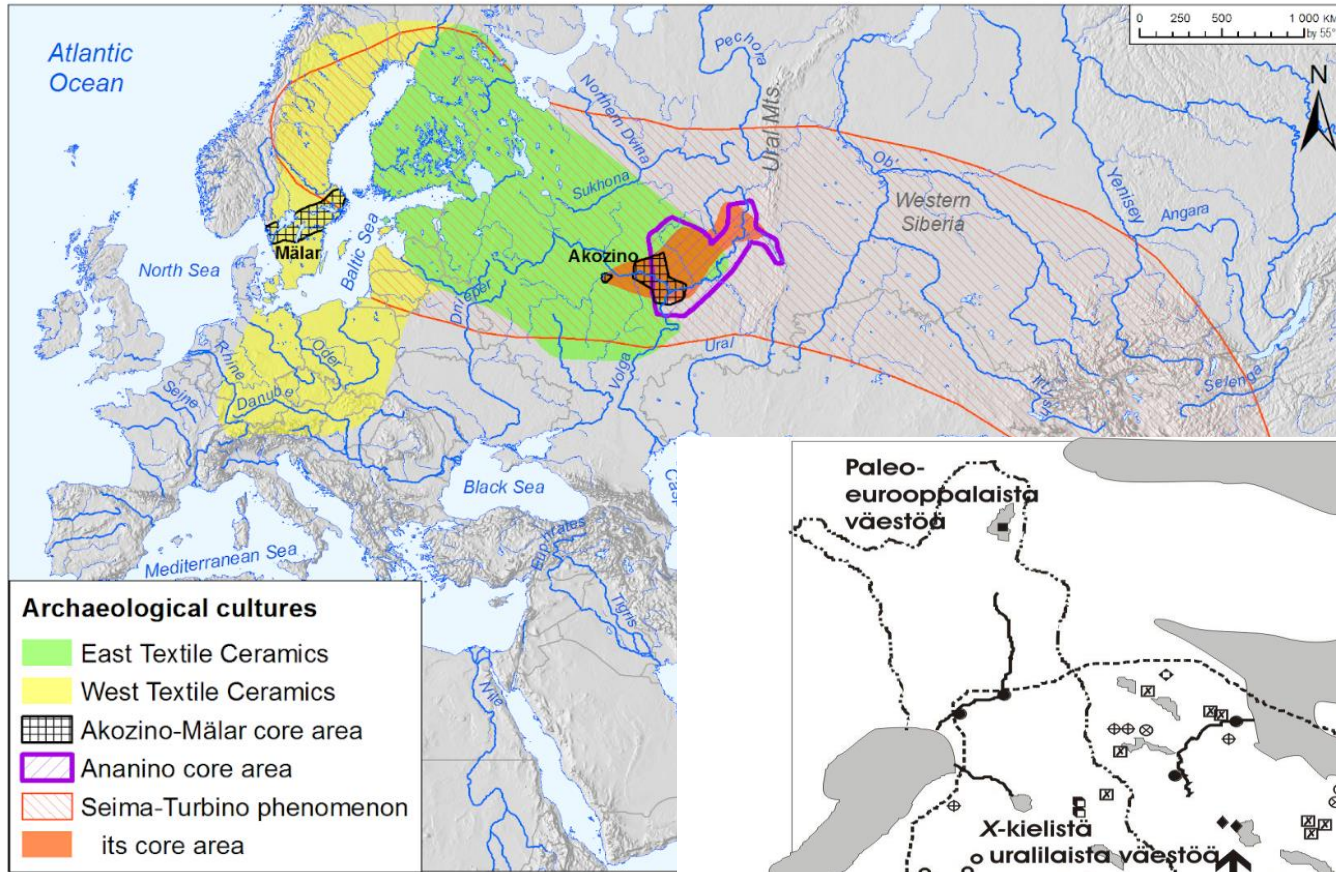 Atlantic
Ocean
0 250 500 1 000 KM
by 55°
N
Pechora
Northern Dvina
Ural Mts.
Ob'
Yenisey
Angara
Sukhona
Western
Siberia
Mälar
Akozino
North Sea
Baltic Sea
Dnieper
Volga
Ural
Irtysh
Selenge
Rhine
Oder
Seine
Danube
Black Sea
Mediterranean Sea
Euphrates
Tigris
Nile
Archaeological cultures
East Textile Ceramics
West Textile Ceramics
Akozino-Mälar core area
Ananino core area
Seima-Turbino phenomenon
its core area
Paleo-
eurooppalaista
väestöä
X-kielistä
uralilaista väestöä